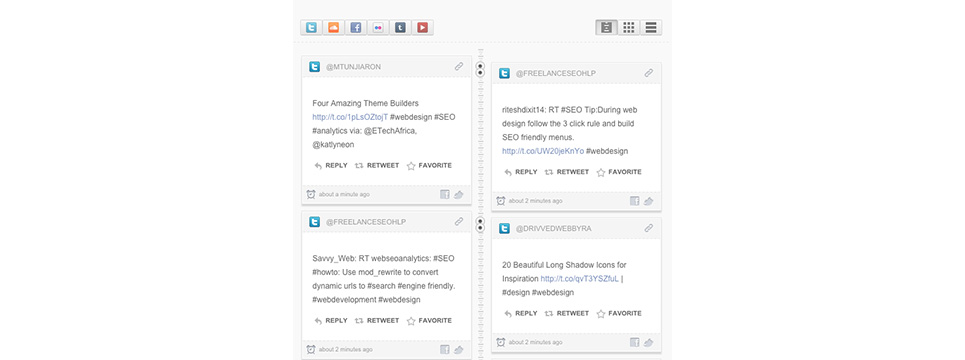 @MTUNJIARON
Four Amazing Theme Builders
http://t.co/1pLsOZtojT #webdesign #SEO
#analytics via: @ETechAfrica,
@katlyneon
REPLY RETWEET FAVORITE
about a minute ago
@FREELANCESEOHLP
riteshdixit14: RT #SEO Tip:During web
design follow the 3 click rule and build
SEO friendly menus.
http://t.co/UW20jeKnYo #webdesign
REPLY RETWEET FAVORITE
about 2 minutes ago
@FREELANCESEOHLP
Savvy_Web: RT webseoanalytics: #SEO
#howto: Use mod_rewrite to convert
dynamic urls to #search #engine friendly.
#webdevelopment #webdesign
REPLY RETWEET FAVORITE
about 2 minutes ago
@DRIVVEDWEBBYRA
20 Beautiful Long Shadow Icons for
Inspiration http://t.co/qvT3YSZfuL |
#design #webdesign
REPLY RETWEET FAVORITE
about 2 minutes ago